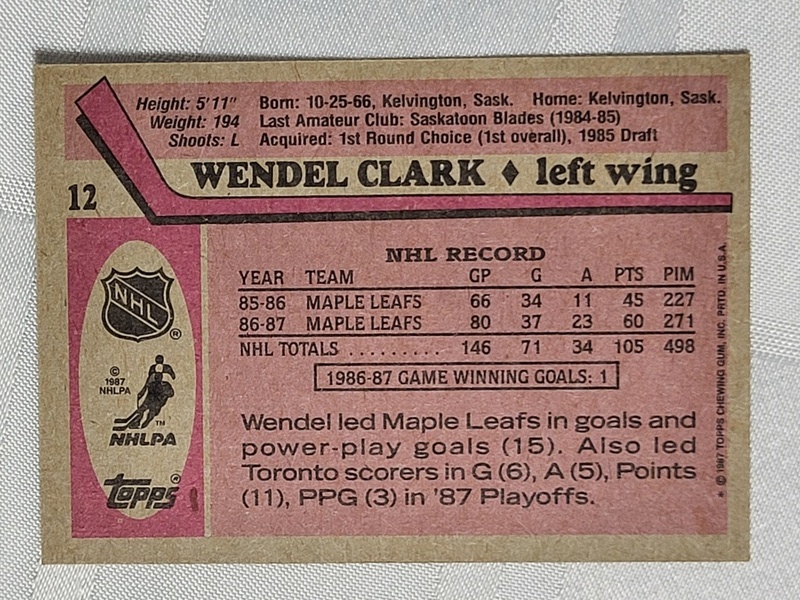 Height: 5'11" Born: 10-25-66, Kelvington, Sask. Home: Kelvington, Sask.
Weight: 194 Last Amateur Club: Saskatoon Blades (1984-85)
Shoots: L Acquired: 1st Round Choice (1st overall), 1985 Draft
12 WENDEL CLARK ♦ left wing
NHL RECORD
YEAR TEAM GP G A PTS PIM
85-86 MAPLE LEAFS 66 34 11 45 227
86-87 MAPLE LEAFS 80 37 23 60 271
NHL TOTALS .......... 146 71 34 105 498
1986-87 GAME WINNING GOALS: 1
Wendel led Maple Leafs in goals and
power-play goals (15). Also led
Toronto scorers in G (6), A (5), Points
(11), PPG (3) in '87 Playoffs.
NHL ®
©
1987
NHLPA
TM
NHLPA
topps ®
* © 1987 TOPPS CHEWING GUM, INC. PRTD. IN U.S.A.